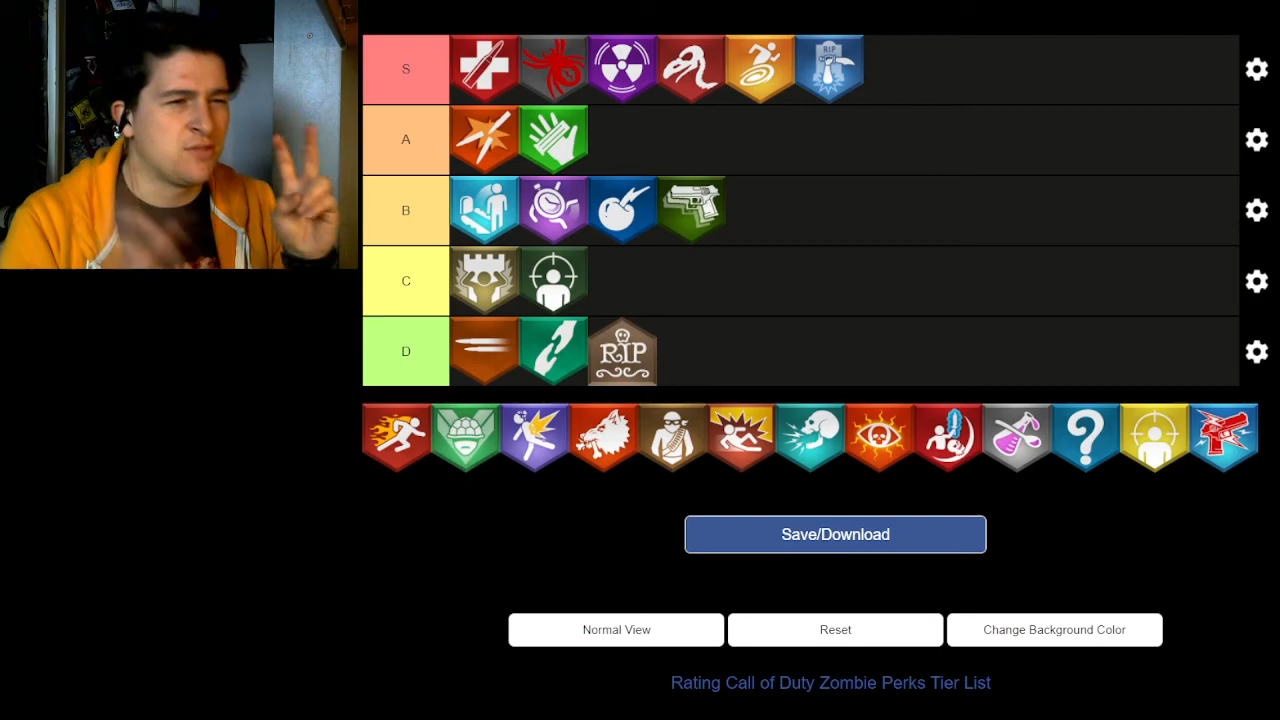 S
RIP
A
B
C
D
RIP
?
Save/Download
Normal View
Reset
Change Background Color
Rating Call of Duty Zombie Perks Tier List